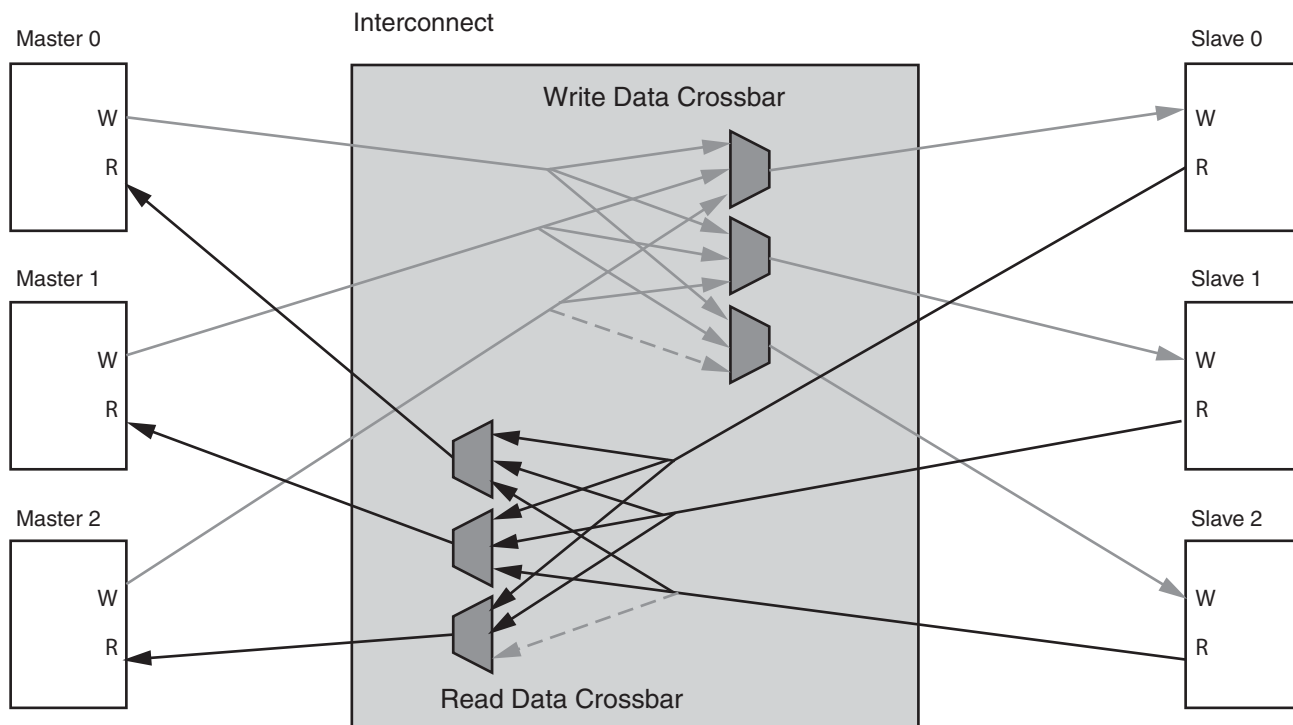 Interconnect
Master 0
Slave 0
Write Data Crossbar
W
W
R
R
Master 1
Slave 1
W
W
R
R
Master 2
Slave 2
W
W
R
R
Read Data Crossbar